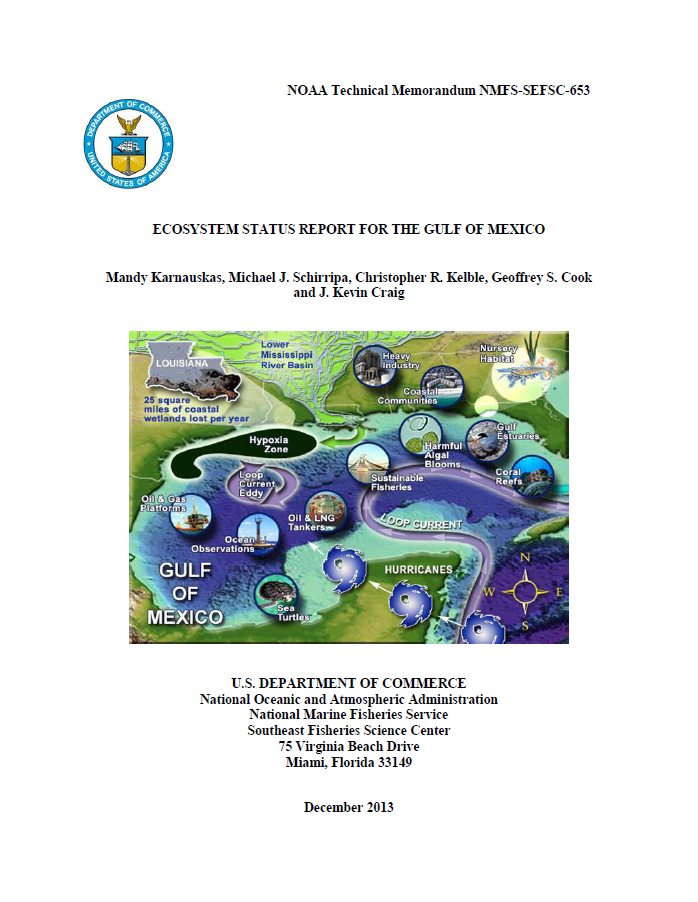 NOAA Technical Memorandum NMFS-SEFSC-653
DEPARTMENT OF COMMERCE
UNITED STATES OF AMERICA
ECOSYSTEM STATUS REPORT FOR THE GULF OF MEXICO
Mandy Karnauskas, Michael J. Schirripa, Christopher R. Kelble, Geoffrey S. Cook
and J. Kevin Craig
LOUISIANA
25 square
miles of coastal
wetlands lost per year
Lower
Mississippi
River Basin
Heavy
Industry
Coastal
Communities
Nursery
Habitat
Hypoxia
Zone
Harmful
Algal
Blooms
Gulf
Estuaries
Coral
Reefs
Sustainable
Fisheries
Loop
Current
Eddy
Oil & Gas
Platforms
Ocean
Observations
Oil & LNG
Tankers
LOOP CURRENT
HURRICANES
GULF
OF
MEXICO
Sea
Turtles
N
W
E
S
U.S. DEPARTMENT OF COMMERCE
National Oceanic and Atmospheric Administration
National Marine Fisheries Service
Southeast Fisheries Science Center
75 Virginia Beach Drive
Miami, Florida 33149
December 2013